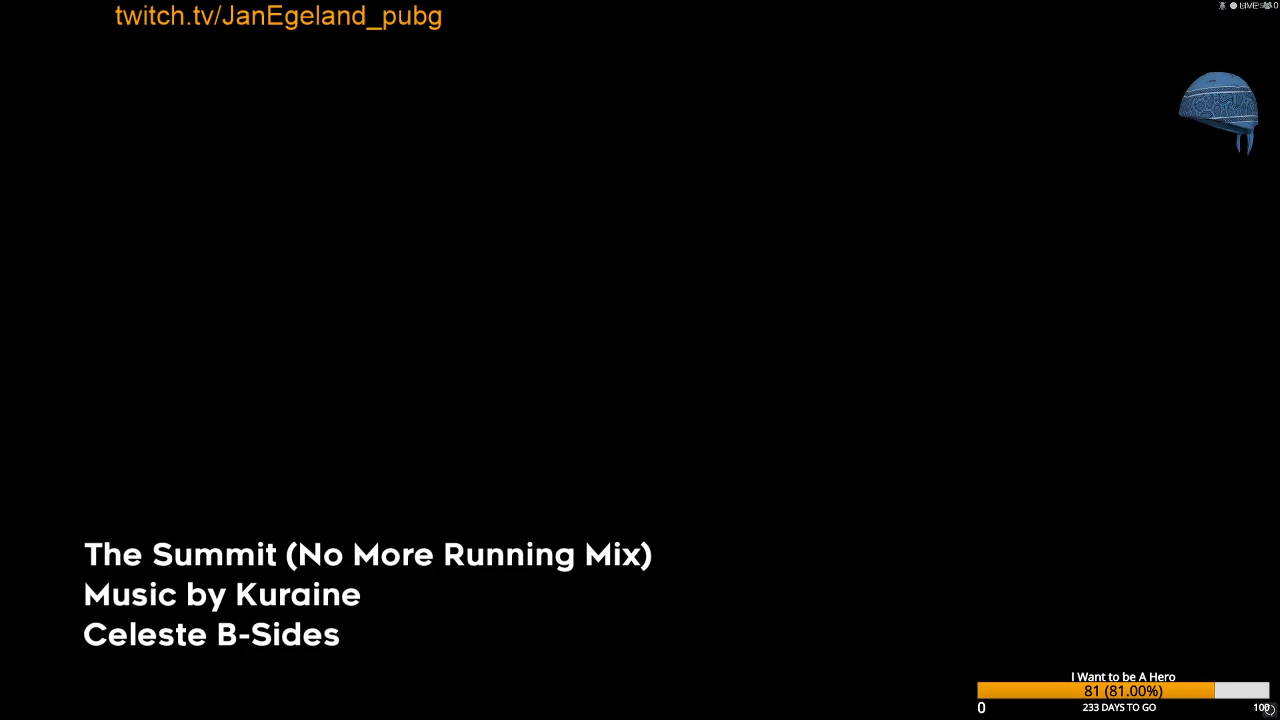 twitch.tv/JanEgeland_pubg
The Summit (No More Running Mix)
Music by Kuraine
Celeste B-Sides
I Want to be A Hero
81 (81.00%)
0
233 DAYS TO GO
100